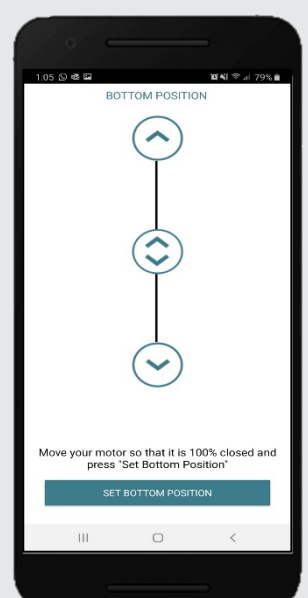 1:05 79%
BOTTOM POSITION
Move your motor so that it is 100% closed and
press "Set Bottom Position"
SET BOTTOM POSITION